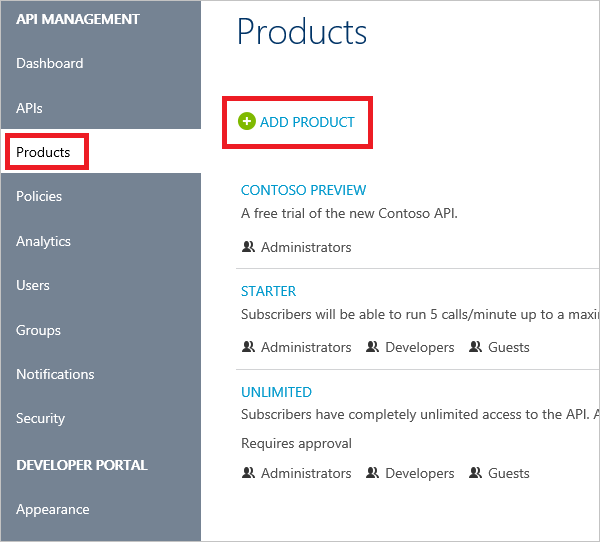 API MANAGEMENT
Dashboard
APIs
Products
Policies
Analytics
Users
Groups
Notifications
Security
DEVELOPER PORTAL
Appearance
Products
ADD PRODUCT
CONTOSO PREVIEW
A free trial of the new Contoso API.
Administrators
STARTER
Subscribers will be able to run 5 calls/minute up to a maxi
Administrators Developers Guests
UNLIMITED
Subscribers have completely unlimited access to the API. A
Requires approval
Administrators Developers Guests